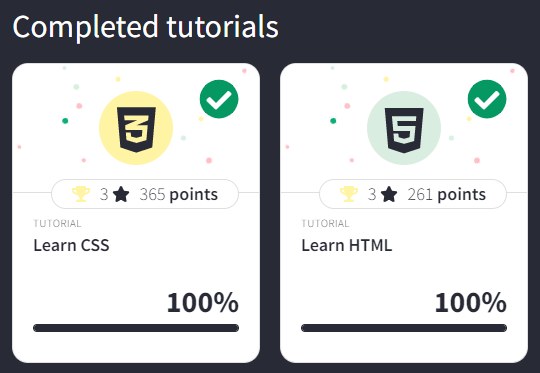 Completed tutorials
3 365 points
TUTORIAL
Learn CSS
100%
3 261 points
TUTORIAL
Learn HTML
100%